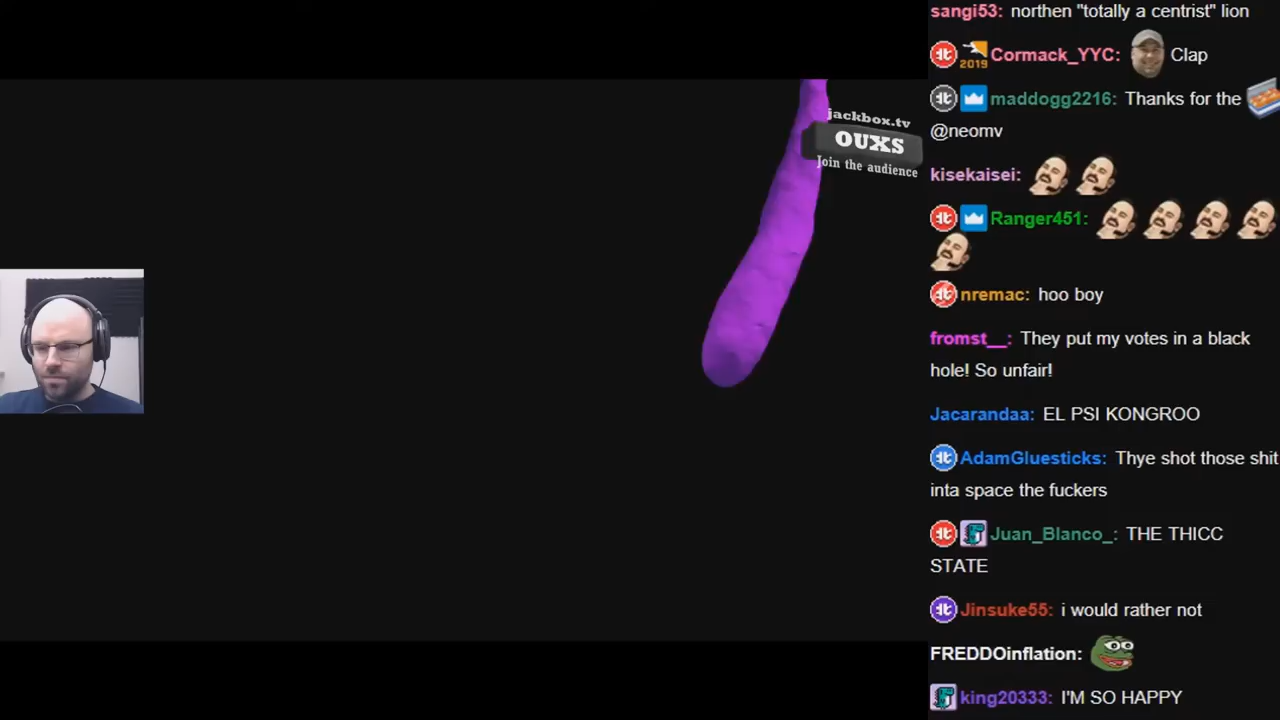 jackbox.tv
OUXS
Join the audience
sangi53: northen "totally a centrist" lion
2019 Cormack_YYC: Clap
maddogg2216: Thanks for the
@neomv
kisekaisei:
Ranger451:
nremac: hoo boy
fromst__: They put my votes in a black
hole! So unfair!
Jacarandaa: EL PSI KONGROO
AdamGluesticks: Thye shot those shit
inta space the fuckers
Juan_Blanco_: THE THICC
STATE
Jinsuke55: i would rather not
FREDDOinflation:
king20333: I'M SO HAPPY